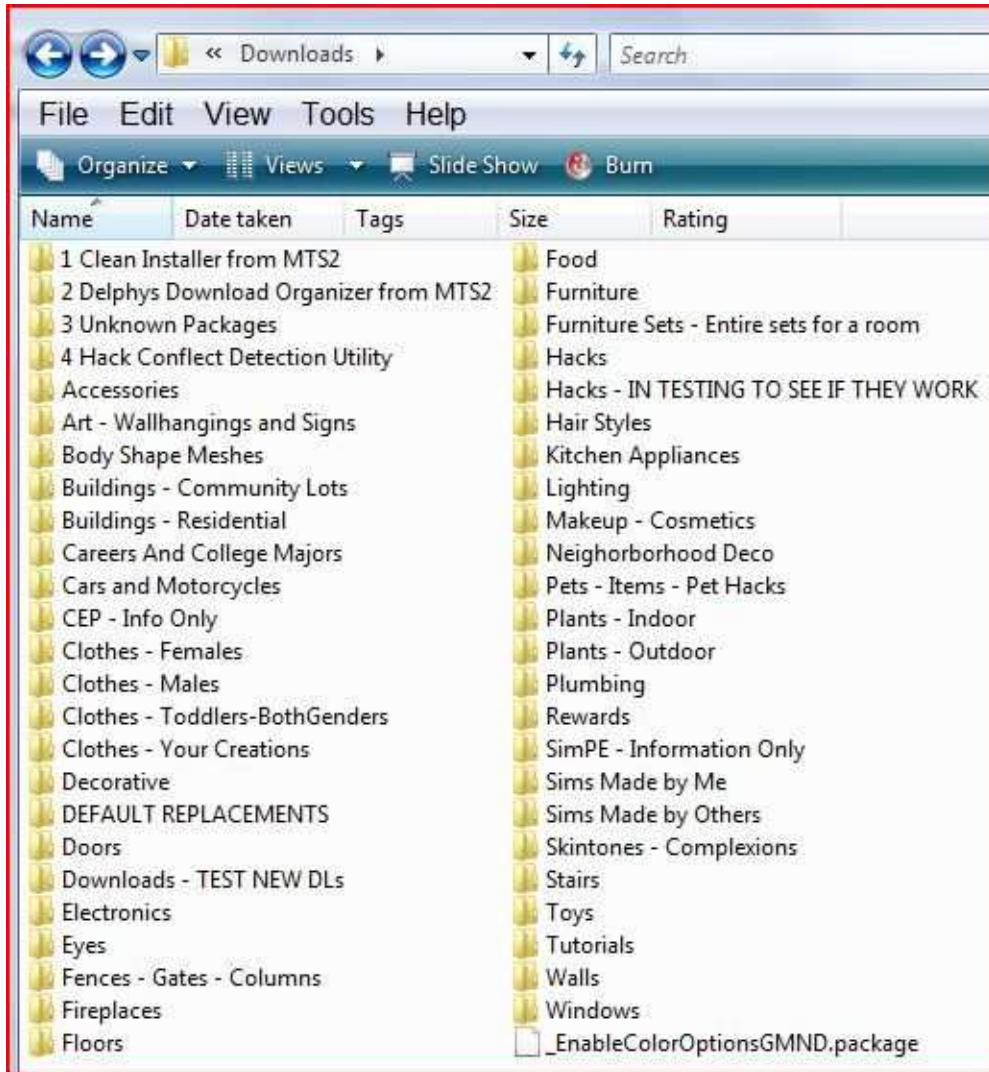 « Downloads
Search
File Edit View Tools Help
Organize Views Slide Show Burn
Name Date taken Tags Size Rating
1 Clean Installer from MTS2
2 Delphys Download Organizer from MTS2
3 Unknown Packages
4 Hack Conflect Detection Utility
Accessories
Art - Wallhangings and Signs
Body Shape Meshes
Buildings - Community Lots
Buildings - Residential
Careers And College Majors
Cars and Motorcycles
CEP - Info Only
Clothes - Females
Clothes - Males
Clothes - Toddlers-BothGenders
Clothes - Your Creations
Decorative
DEFAULT REPLACEMENTS
Doors
Downloads - TEST NEW DLs
Electronics
Eyes
Fences - Gates - Columns
Fireplaces
Floors
Food
Furniture
Furniture Sets - Entire sets for a room
Hacks
Hacks - IN TESTING TO SEE IF THEY WORK
Hair Styles
Kitchen Appliances
Lighting
Makeup - Cosmetics
Neighorborhood Deco
Pets - Items - Pet Hacks
Plants - Indoor
Plants - Outdoor
Plumbing
Rewards
SimPE - Information Only
Sims Made by Me
Sims Made by Others
Skintones - Complexions
Stairs
Toys
Tutorials
Walls
Windows
_EnableColorOptionsGMND.package